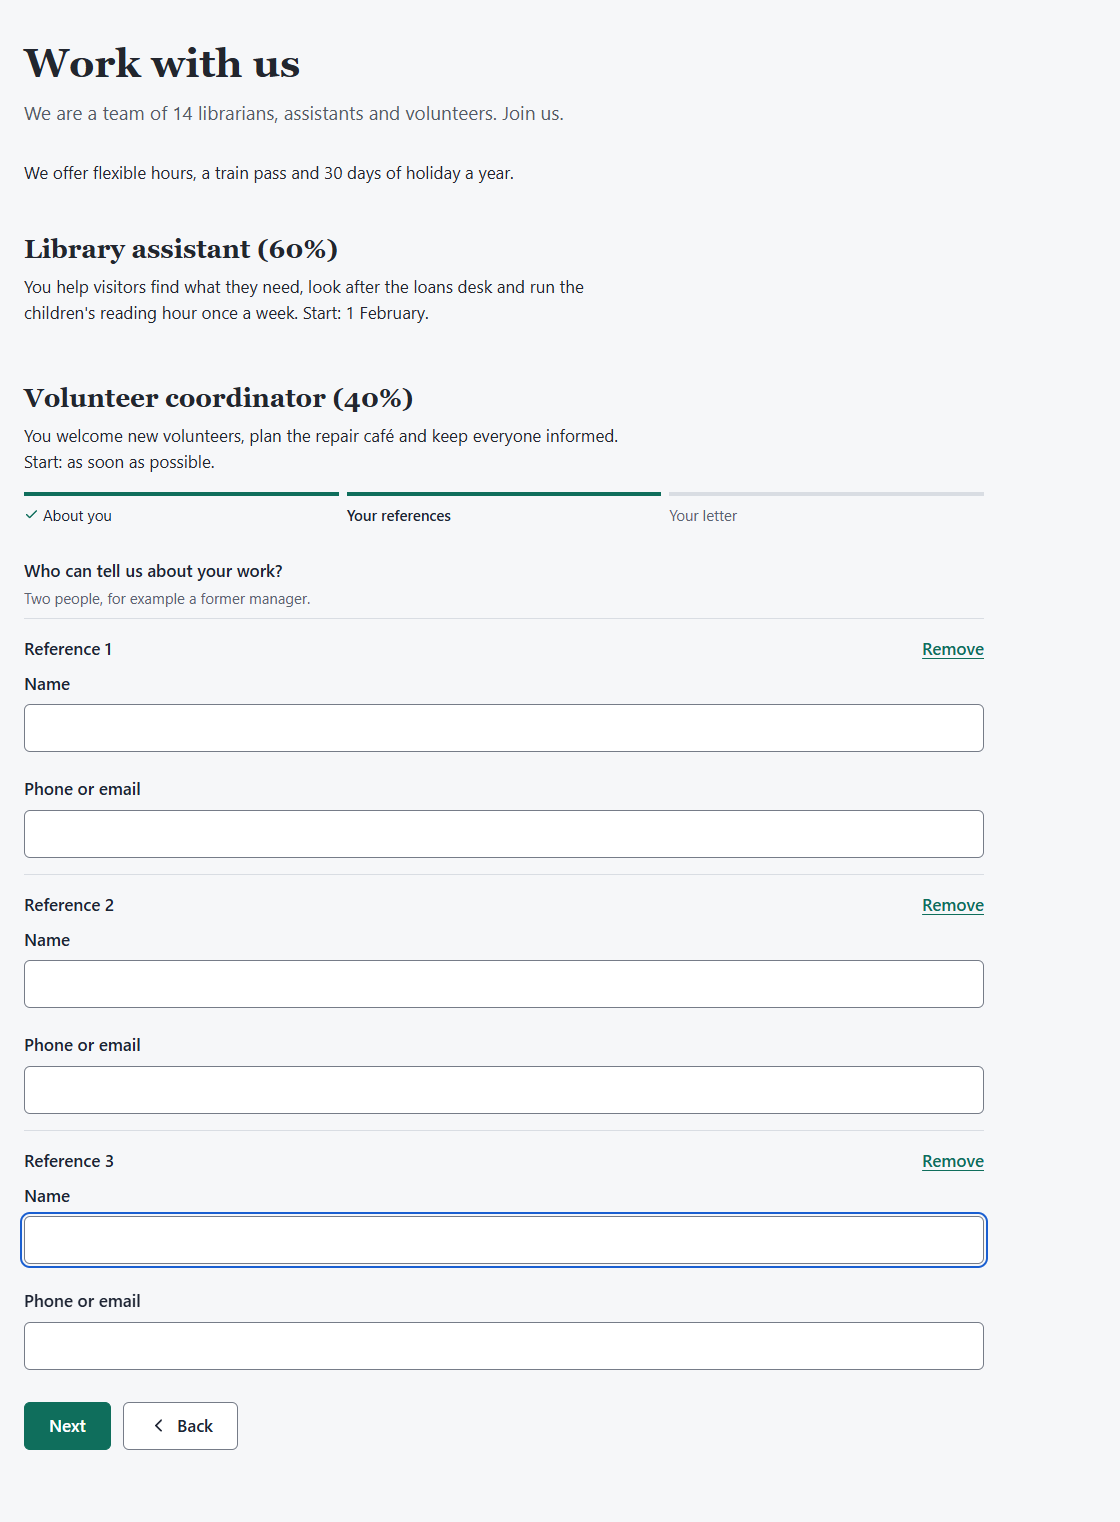 Work with us
We are a team of 14 librarians, assistants and volunteers. Join us.
We offer flexible hours, a train pass and 30 days of holiday a year.
Library assistant (60%)
You help visitors find what they need, look after the loans desk and run the
children's reading hour once a week. Start: 1 February.
Volunteer coordinator (40%)
You welcome new volunteers, plan the repair café and keep everyone informed.
Start: as soon as possible.
About you
Your references
Your letter
Who can tell us about your work?
Two people, for example a former manager.
Reference 1
Remove
Name
Phone or email
Reference 2
Remove
Name
Phone or email
Reference 3
Remove
Name
Phone or email
Next
Back